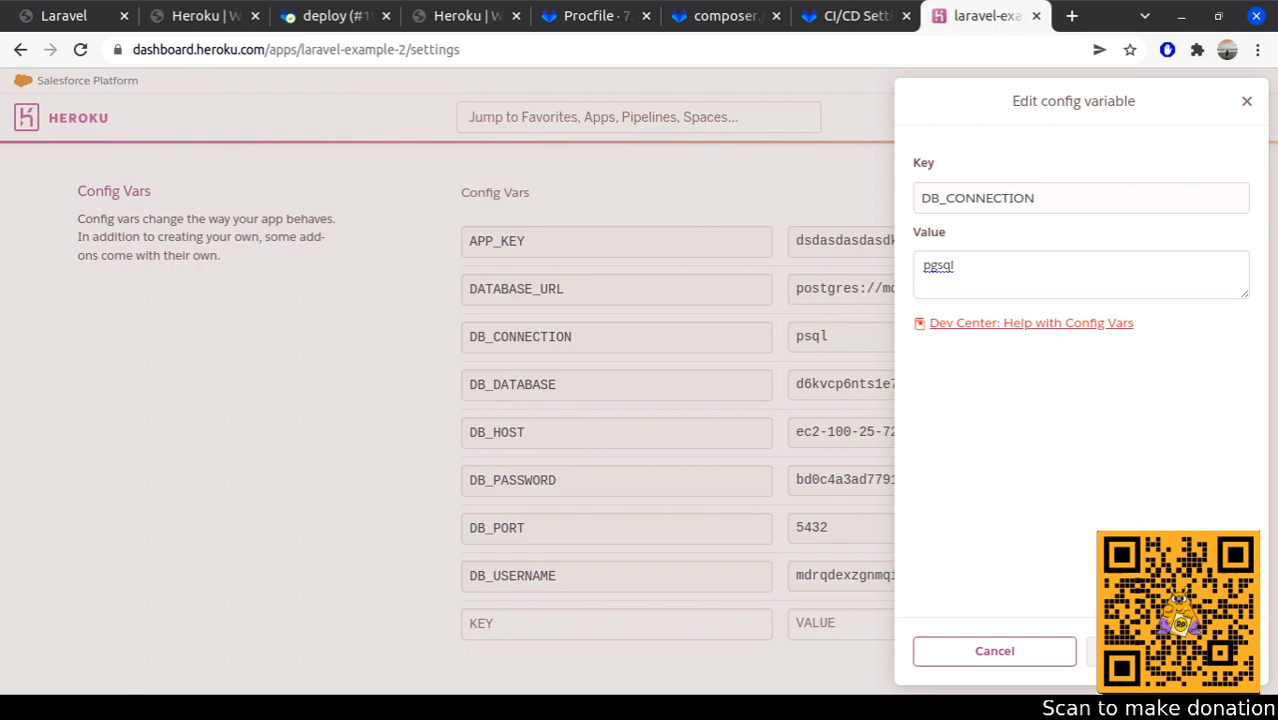 Laravel
Heroku | W
deploy (#1
Heroku | W
Procfile · 7
composer.j
CI/CD Sett
laravel-exa
dashboard.heroku.com/apps/laravel-example-2/settings
Salesforce Platform
HEROKU
Jump to Favorites, Apps, Pipelines, Spaces...
Edit config variable
Key
DB_CONNECTION
Value
pgsql
Dev Center: Help with Config Vars
Cancel
Config Vars
Config vars change the way your app behaves.
In addition to creating your own, some add-
ons come with their own.
Config Vars
APP_KEY
dsdasdasdasdk
DATABASE_URL
postgres://md
DB_CONNECTION
psql
DB_DATABASE
d6kvcp6nts1e7
DB_HOST
ec2-100-25-72
DB_PASSWORD
bd0c4a3ad7791
DB_PORT
5432
DB_USERNAME
mdrqdexzgnmqi
KEY
VALUE
Scan to make donation